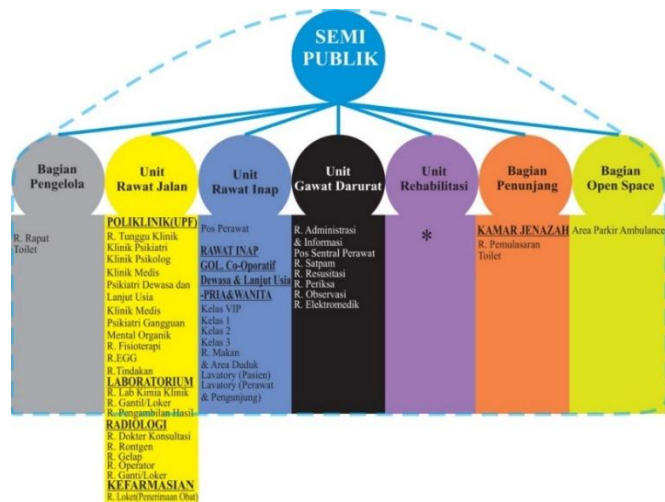 SEMI
PUBLIK
Bagian
Pengelola
R. Rapat
Toilet
Unit
Rawat Jalan
POLIKLINIK(UPF)
R. Tunggu Klinik
Klinik Psikiatri
Klinik Psikolog
Klinik Medis
Psikiatri Dewasa dan
Lanjut Usia
Klinik Medis
Psikiatri Gangguan
Mental Organik
R. Fisioterapi
R.EGG
R.Tindakan
LABORATORIUM
R. Lab Kimia Klinik
R. Gantil/Loker
R. Pengambilan Hasil
RADIOLOGI
R. Dokter Konsultasi
R. Rontgen
R. Gelap
R. Operator
R. Ganti/Loker
KEFARMASIAN
R. Loket(Penerimaan Obat)
Unit
Rawat Inap
Pos Perawat
RAWAT INAP
GOL. Co-Oporatif
Dewasa & Lanjut Usia
-PRIA&WANITA
Kelas VIP
Kelas 1
Kelas 2
Kelas 3
R. Makan
& Area Duduk
Lavatory (Pasien)
Lavatory (Perawat
& Pengunjung)
Unit
Gawat Darurat
R. Administrasi
& Informasi
Pos Sentral Perawat
R. Satpam
R. Resusitasi
R. Periksa
R. Observasi
R. Elektromedik
Unit
Rehabilitasi
*
Bagian
Penunjang
KAMAR JENAZAH
R. Pemulasaran
Toilet
Bagian
Open Space
Area Parkir Ambulance